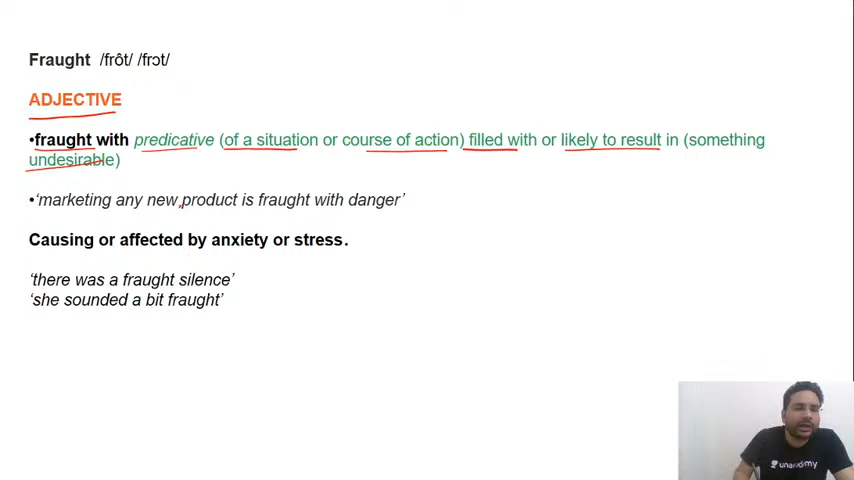 Fraught /frôt/ /frɔt/
ADJECTIVE
•fraught with predicative (of a situation or course of action) filled with or likely to result in (something
undesirable)
•‘marketing any new product is fraught with danger’
Causing or affected by anxiety or stress.
‘there was a fraught silence’
‘she sounded a bit fraught’
unacademy